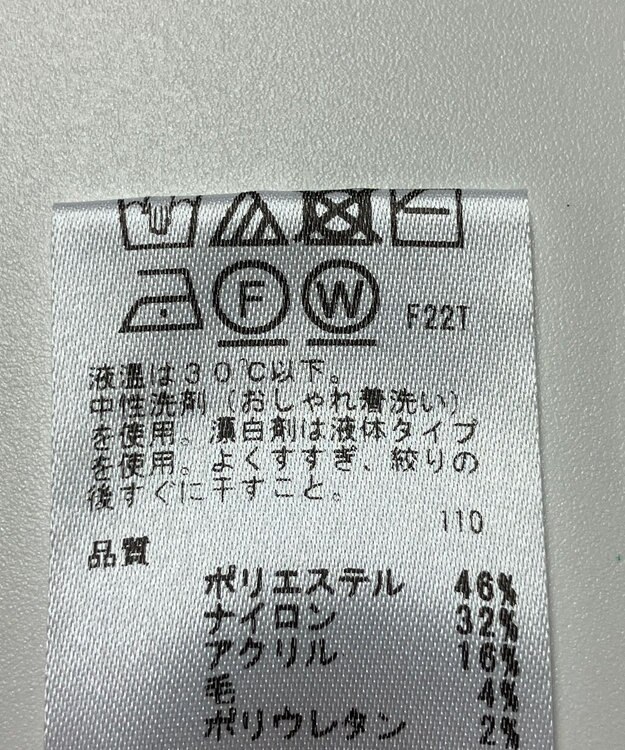 F W F22T
液温は30℃以下。
中性洗剤(おしゃれ着洗い)
を使用。漂白剤は液体タイプ
を使用。よくすすぎ、絞りの
後すぐに干すこと。
110
品質
ポリエステル 46%
ナイロン 32%
アクリル 16%
毛 4%
ポリウレタン 2%